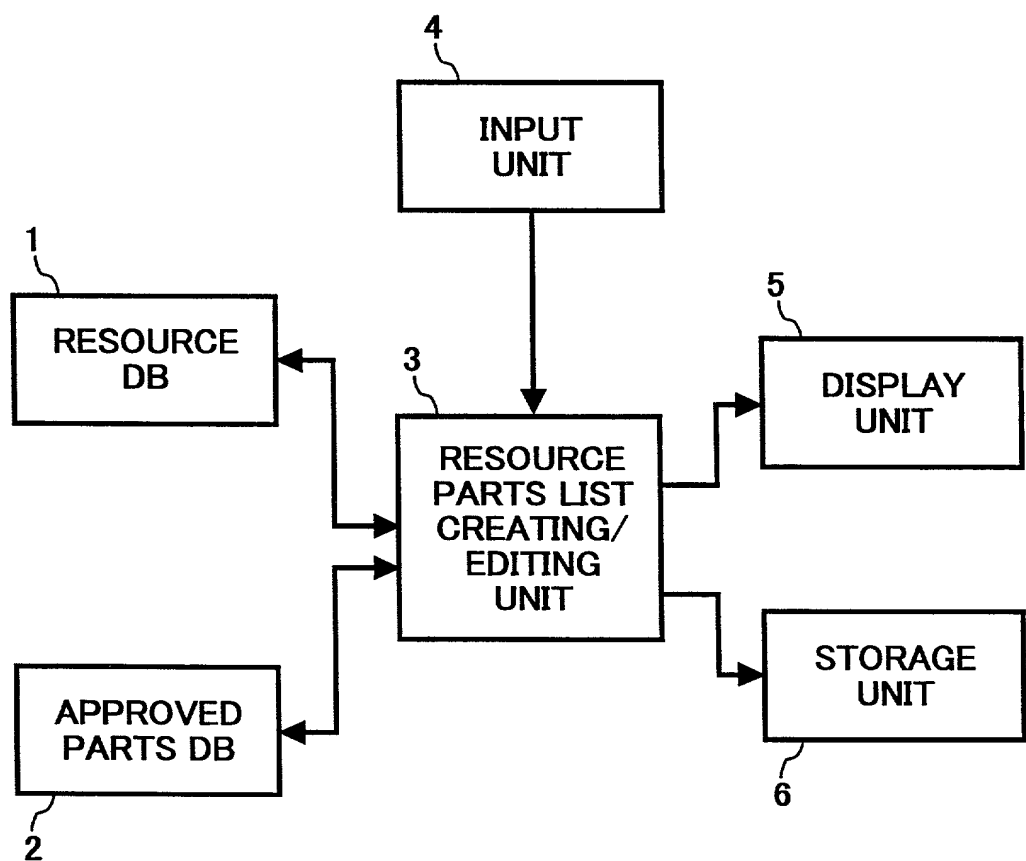 4
INPUT
UNIT
1
RESOURCE
DB
5
DISPLAY
UNIT
3
RESOURCE
PARTS LIST
CREATING/
EDITING
UNIT
APPROVED
PARTS DB
2
STORAGE
UNIT
6